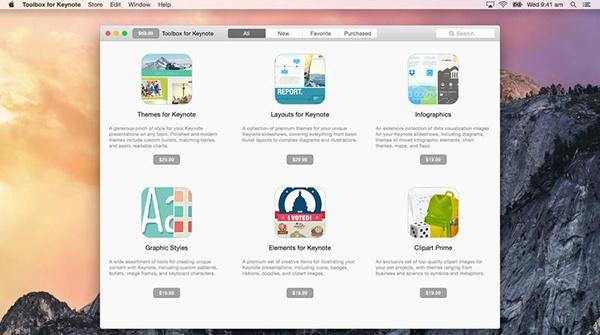 Toolbox for Keynote Store Edit Window Help Wed 9:41 am
$69.99 Toolbox for Keynote All New Favorite Purchased Search
REPORT.
Themes for Keynote
A generous pinch of style for your Keynote
presentations on any topic. Polished and modern
themes include custom bullets, matching tables,
and easily readable charts.
$29.99
Layouts for Keynote
A collection of premium themes for your unique
Keynote slideshows, covering everything from basic
bullet layouts to complex diagrams and illustrations.
$29.99
Infographics
An extensive collection of data visualization images
for your Keynote slideshows, including diagrams,
themes of mixed infographic elements, chart
themes, maps, and flags.
$19.99
Aa
Graphic Styles
A wide assortment of tools for creating unique
content with Keynote, including custom patterns,
bullets, image frames, and keyboard characters.
$19.99
I VOTED!
Elements for Keynote
A premium set of creative items for illustrating your
Keynote presentations, including icons, badges,
ribbons, doodles, and clipart images.
$19.99
Clipart Prime
An exclusive set of top-quality clipart images for
your pet projects, with themes ranging from
business and science to symbols and metaphors.
$19.99